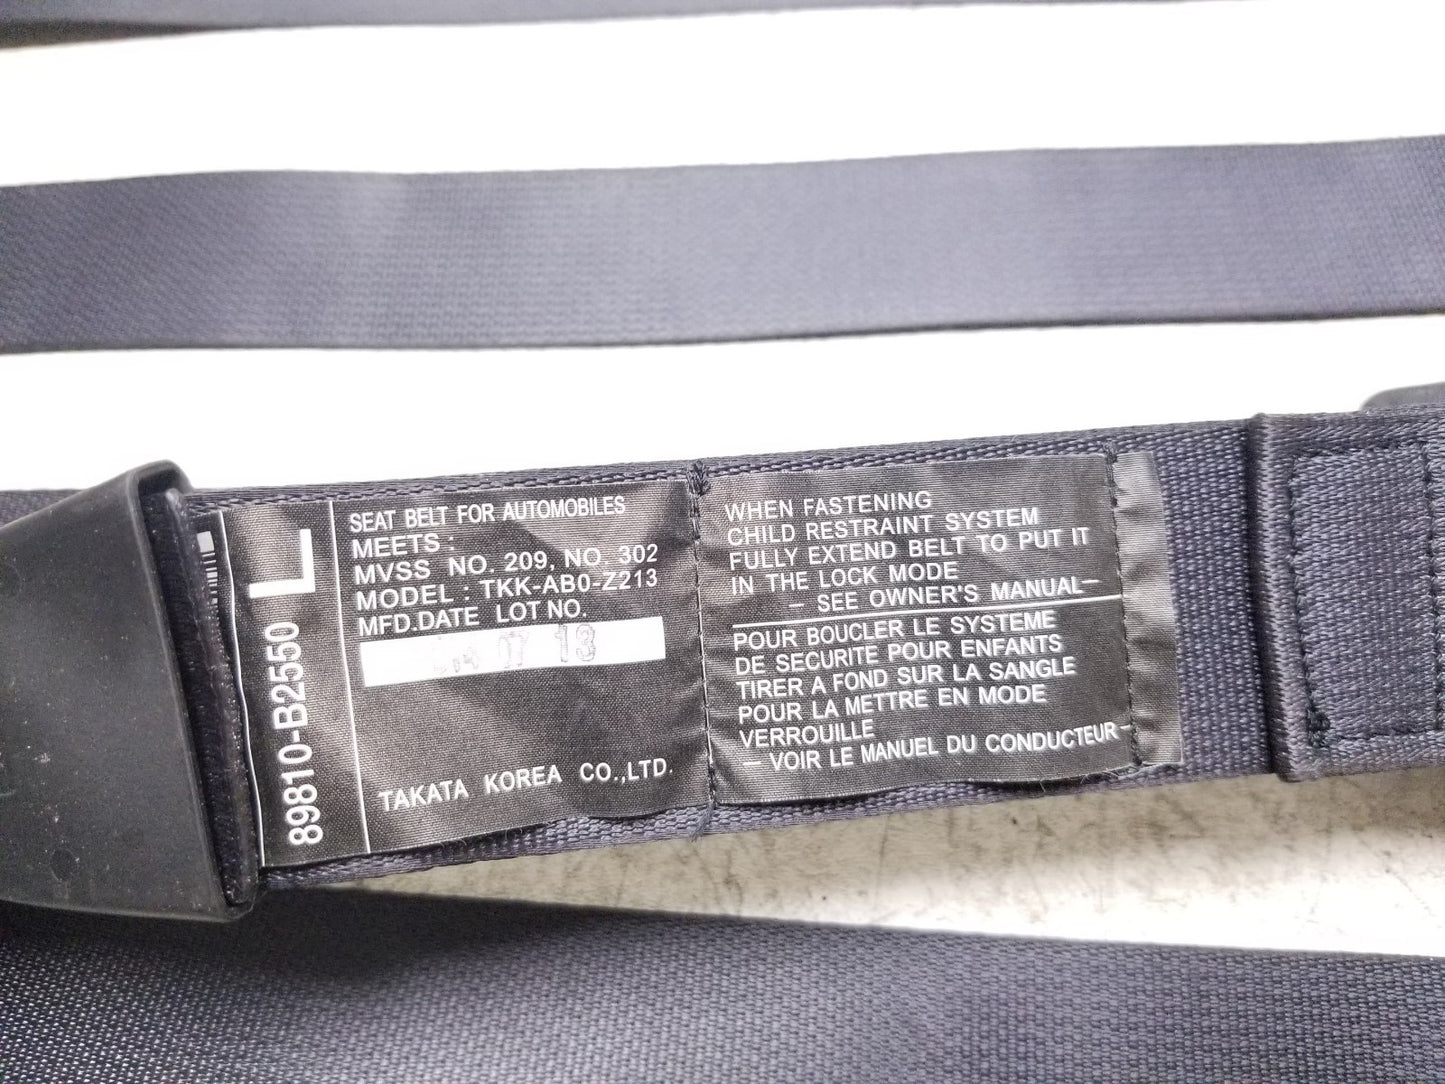 89810-B2550
L
SEAT BELT FOR AUTOMOBILES
MEETS :
MVSS NO. 209, NO. 302
MODEL : TKK-AB0-Z213
MFD.DATE LOT NO.
13
TAKATA KOREA CO.,LTD.
WHEN FASTENING
CHILD RESTRAINT SYSTEM
FULLY EXTEND BELT TO PUT IT
IN THE LOCK MODE
- SEE OWNER'S MANUAL-
POUR BOUCLER LE SYSTEME
DE SECURITE POUR ENFANTS
TIRER A FOND SUR LA SANGLE
POUR LA METTRE EN MODE
VERROUILLE
- VOIR LE MANUEL DU CONDUCTEUR-